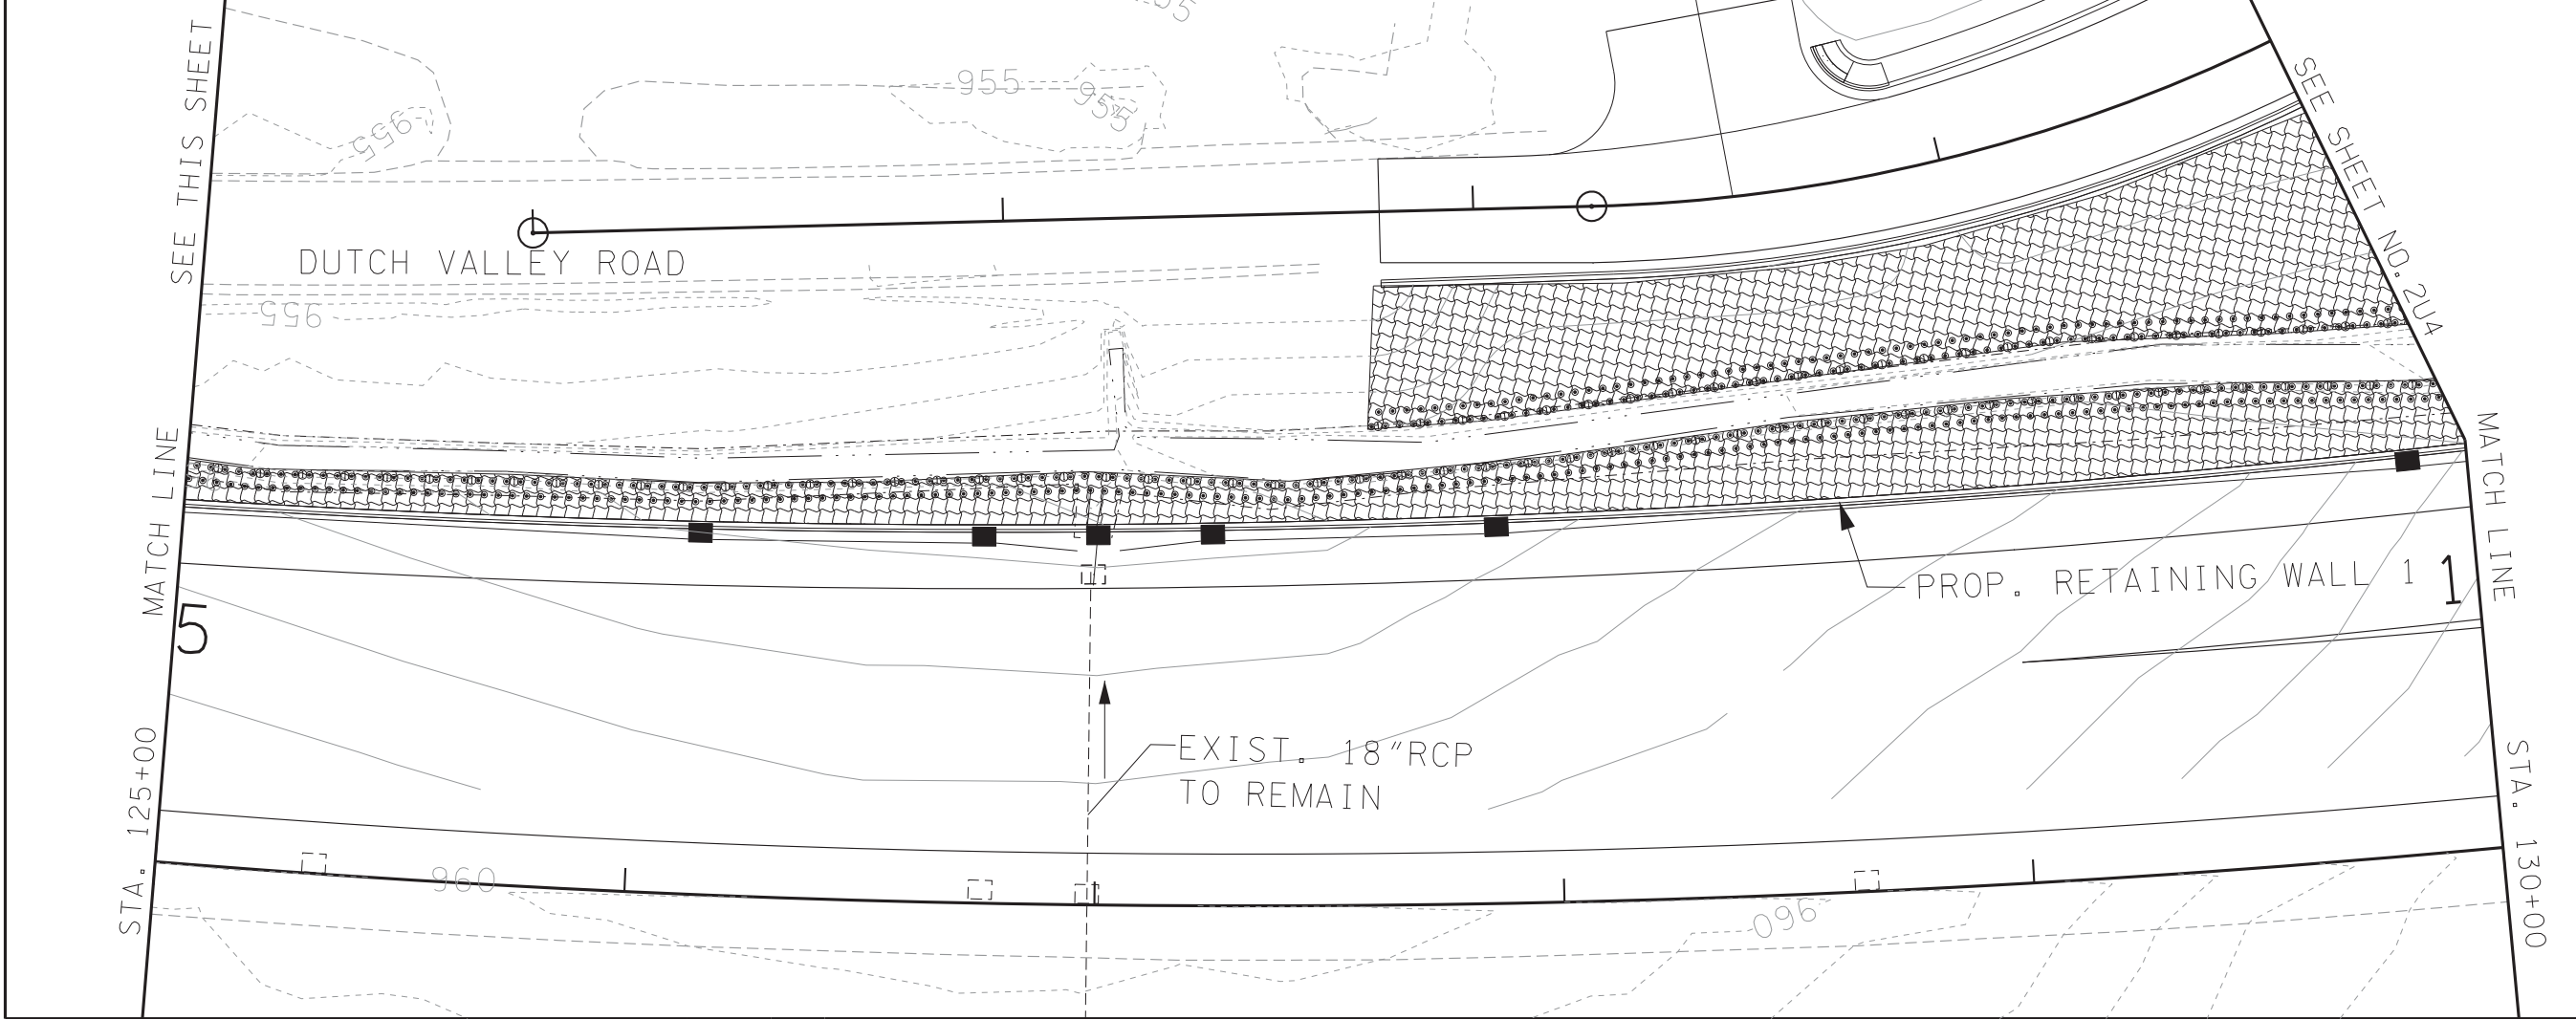 SEE THIS SHEET
MATCH LINE
STA. 125+00
5
955
955
955
955
955
DUTCH VALLEY ROAD
SEE SHEET NO. 2U4
MATCH LINE
STA. 130+00
1
PROP. RETAINING WALL 1
EXIST. 18"RCP
TO REMAIN
960
960